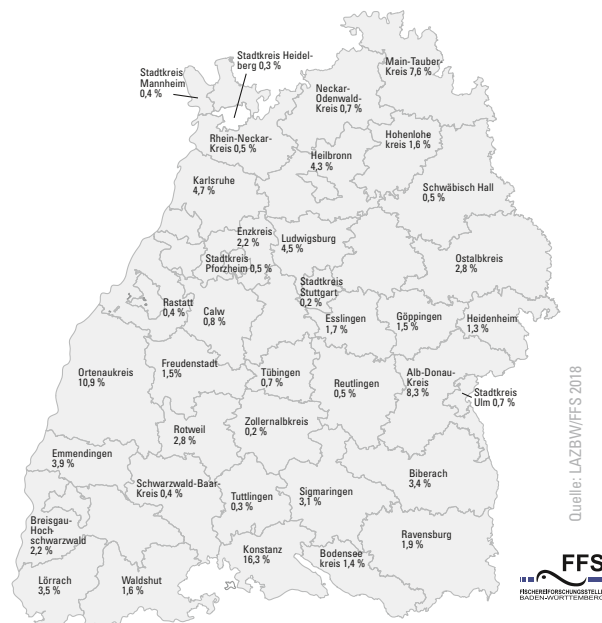 Stadtkreis Heidel-
berg 0,3 %
Main-Tauber-
Kreis 7,6 %
Stadtkreis
Mannheim
0,4 %
Neckar-
Odenwald-
Kreis 0,7 %
Hohenlohe
kreis 1,6 %
Rhein-Neckar-
Kreis 0,5 %
Heilbronn
4,3 %
Karlsruhe
4,7 %
Schwäbisch Hall
0,5 %
Enzkreis
2,2 %
Ludwigsburg
4,5 %
Stadtkreis
Pforzheim 0,5 %
Ostalbkreis
2,8 %
Stadtkreis
Stuttgart
0,2 %
Rastatt
0,4 %
Calw
0,8 %
Esslingen
1,7 %
Göppingen
1,5 %
Heidenheim
1,3 %
Ortenaukreis
10,9 %
Freudenstadt
1,5%
Tübingen
0,7 %
Reutlingen
0,5 %
Alb-Donau-
Kreis
8,3 %
Stadtkreis
Ulm 0,7 %
Rotweil
2,8 %
Zollernalbkreis
0,2 %
Emmendingen
3,9 %
Schwarzwald-Baar-
Kreis 0,4 %
Tuttlingen
0,3 %
Sigmaringen
3,1 %
Biberach
3,4 %
Breisgau-
Hoch-
schwarzwald
2,2 %
Konstanz
16,3 %
Bodensee
kreis 1,4 %
Ravensburg
1,9 %
Lörrach
3,5 %
Waldshut
1,6 %
Quelle: LAZBW/FFS 2018
FFS
FISCHEREIFORSCHUNGSSTELLE
BADEN-WÜRTTEMBERG